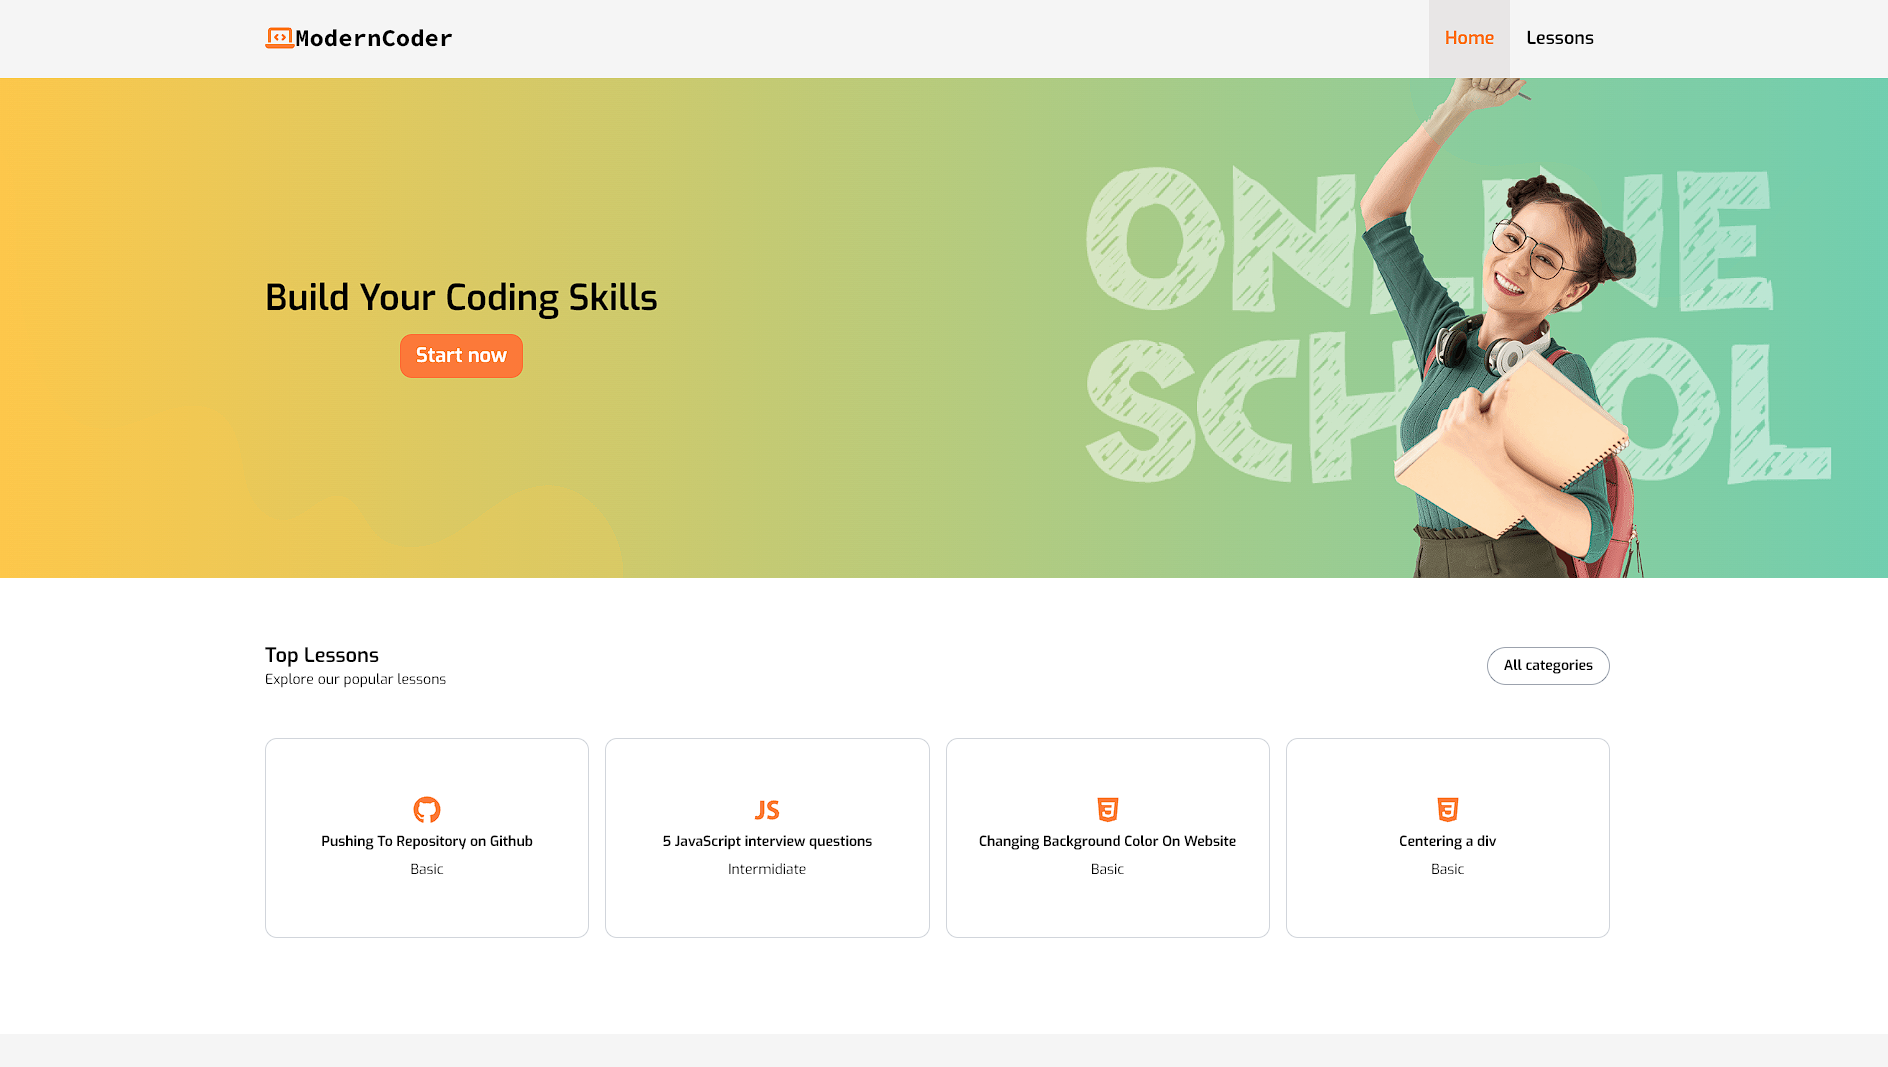 ModernCoder
Home
Lessons
ONLINE
SCHOOL
Build Your Coding Skills
Start now
Top Lessons
Explore our popular lessons
All categories
Pushing To Repository on Github
Basic
JS
5 JavaScript interview questions
Intermidiate
3
Changing Background Color On Website
Basic
3
Centering a div
Basic